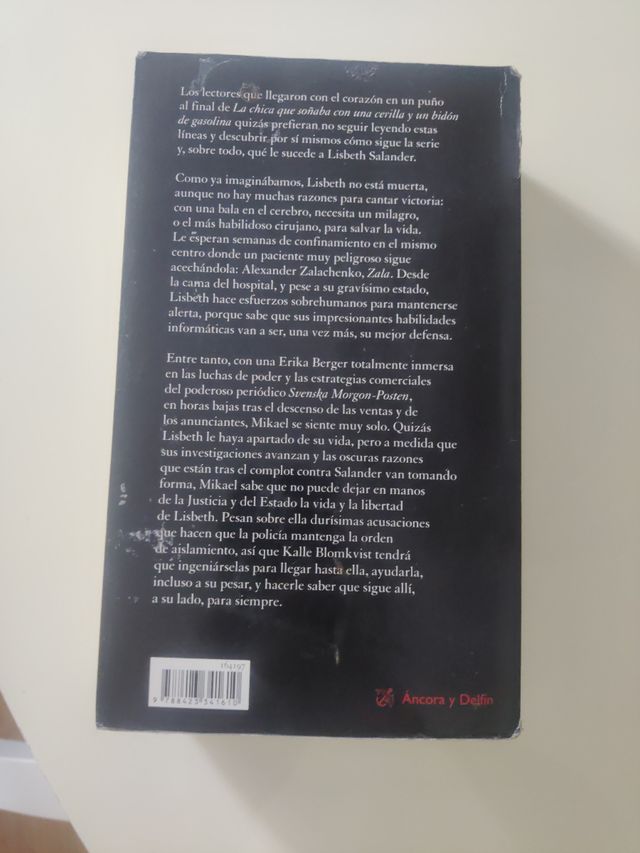 Los lectores que llegaron con el corazón en un puño
al final de La chica que soñaba con una cerilla y un bidón
de gasolina quizás prefieran no seguir leyendo estas
líneas y descubrir por sí mismos cómo sigue la serie
y, sobre todo, qué le sucede a Lisbeth Salander.
Como ya imaginábamos, Lisbeth no está muerta,
aunque no hay muchas razones para cantar victoria:
con una bala en el cerebro, necesita un milagro,
o el más habilidoso cirujano, para salvar la vida.
Le esperan semanas de confinamiento en el mismo
centro donde un paciente muy peligroso sigue
acechándola: Alexander Zalachenko, Zala. Desde
la cama del hospital, y pese a su gravísimo estado,
Lisbeth hace esfuerzos sobrehumanos para mantenerse
alerta, porque sabe que sus impresionantes habilidades
informáticas van a ser, una vez más, su mejor defensa.
Entre tanto, con una Erika Berger totalmente inmersa
en las luchas de poder y las estrategias comerciales
del poderoso periódico Svenska Morgon-Posten,
en horas bajas tras el descenso de las ventas y de
los anunciantes, Mikael se siente muy solo. Quizás
Lisbeth le haya apartado de su vida, pero a medida que
sus investigaciones avanzan y las oscuras razones
que están tras el complot contra Salander van tomando
forma, Mikael sabe que no puede dejar en manos
de la Justicia y del Estado la vida y la libertad
de Lisbeth. Pesan sobre ella durísimas acusaciones
que hacen que la policía mantenga la orden
de aislamiento, así que Kalle Blomkvist tendrá
que ingeniárselas para llegar hasta ella, ayudarla,
incluso a su pesar, y hacerle saber que sigue allí,
a su lado, para siempre.
164197
9 788423 341610
Áncora y Delfín